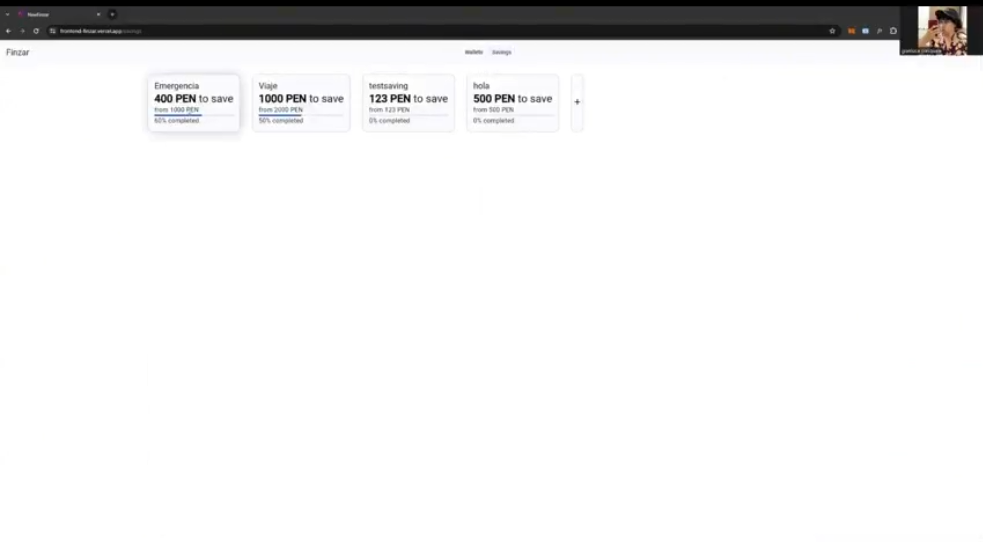 NewFinzar
frontend-finzar.vercel.app/savings
Finzar
Wallets Savings
Emergencia
400 PEN to save
from 1000 PEN
60% completed
Viaje
1000 PEN to save
from 2000 PEN
50% completed
testsaving
123 PEN to save
from 123 PEN
0% completed
hola
500 PEN to save
from 500 PEN
0% completed
+